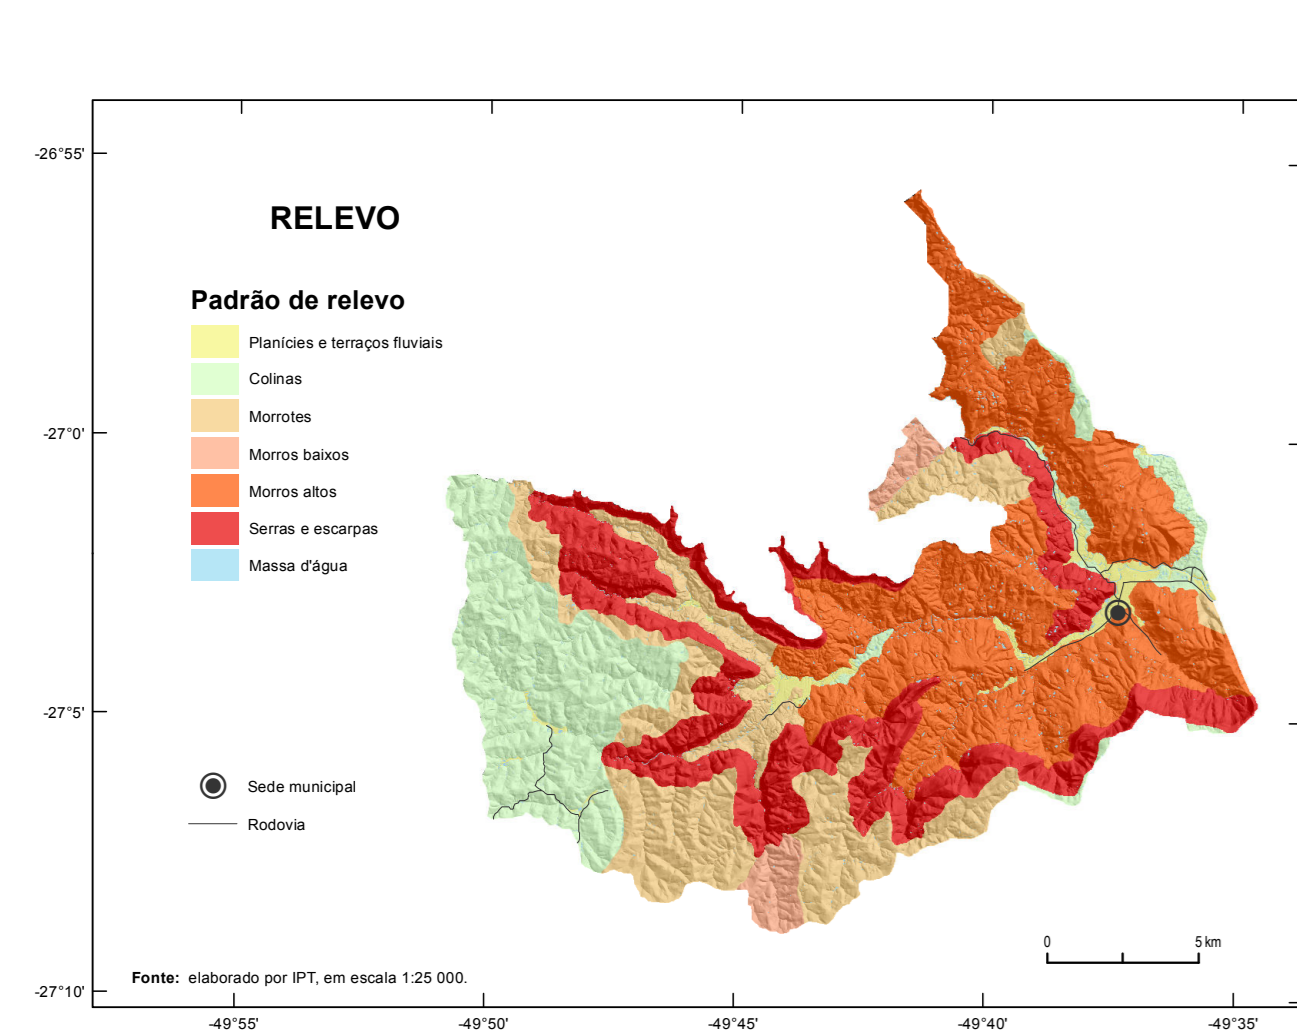 -26°55'
RELEVO
Padrão de relevo
Planícies e terraços fluviais
Colinas
Morrotes
Morros baixos
Morros altos
Serras e escarpas
Massa d'água
-27°0'
-27°5'
Sede municipal
Rodovia
0 5 km
Fonte: elaborado por IPT, em escala 1:25 000.
-27°10'
-49°55' -49°50' -49°45' -49°40' -49°35'